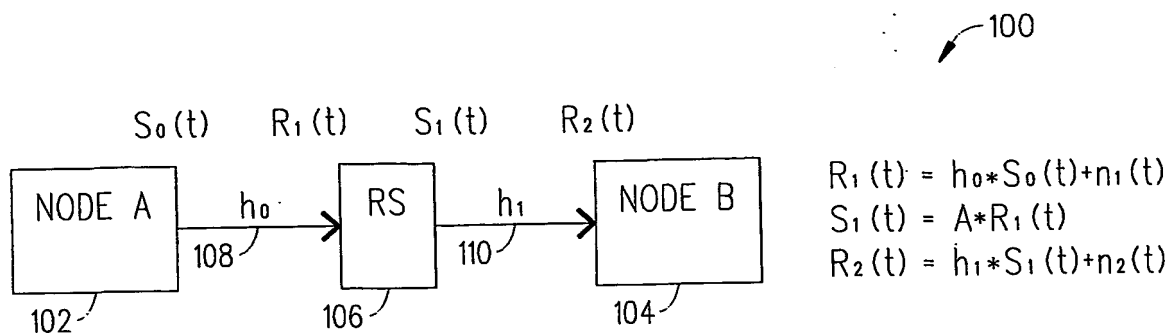 100
S₀(t) R₁(t) S₁(t) R₂(t)
NODE A h₀ RS h₁ NODE B
108 110
102 106 104
R₁(t) = h₀*S₀(t)+n₁(t)
S₁(t) = A*R₁(t)
R₂(t) = h₁*S₁(t)+n₂(t)